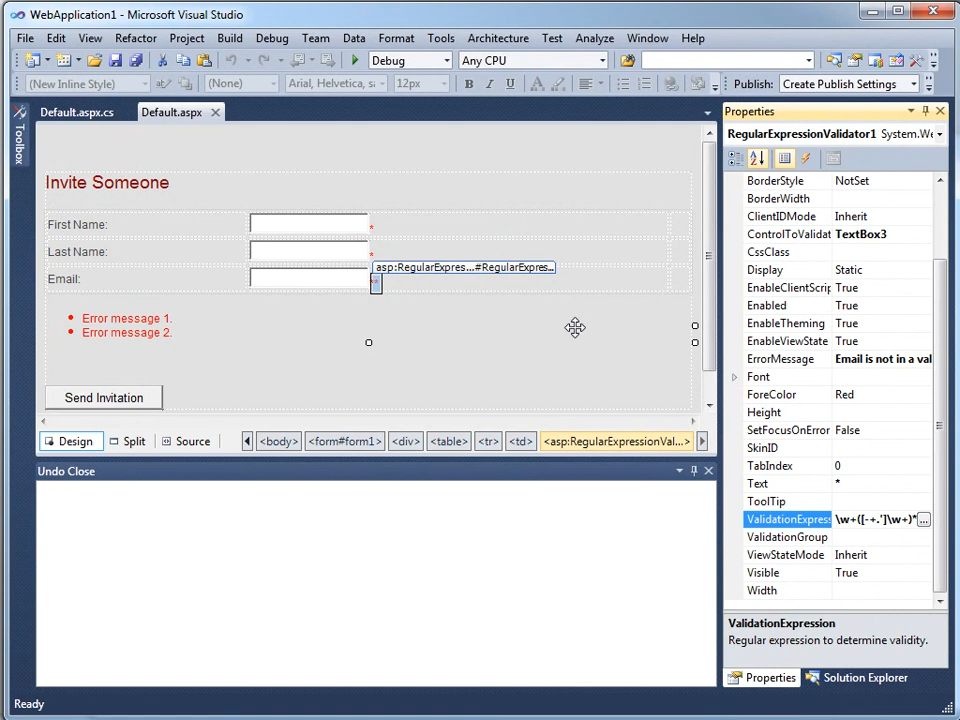 WebApplication1 - Microsoft Visual Studio
File Edit View Refactor Project Build Debug Team Data Format Tools Architecture Test Analyze Window Help
Debug Any CPU
(New Inline Style) (None) Arial, Helvetica, s 12px B I U A Publish: Create Publish Settings
Toolbox
Default.aspx.cs Default.aspx
Invite Someone
First Name: *
Last Name: *
asp:RegularExpres...#RegularExpres...
Email:
Error message 1.
Error message 2.
Send Invitation
Design Split Source <body> <form#form1> <div> <table> <tr> <td> <asp:RegularExpressionVal...>
Undo Close
Properties
RegularExpressionValidator1 System.We
BorderStyle NotSet
BorderWidth
ClientIDMode Inherit
ControlToValidat TextBox3
CssClass
Display Static
EnableClientScrip True
Enabled True
EnableTheming True
EnableViewState True
ErrorMessage Email is not in a val
Font
ForeColor Red
Height
SetFocusOnError False
SkinID
TabIndex 0
Text *
ToolTip
ValidationExpress \w+([-+.']\w+)* ...
ValidationGroup
ViewStateMode Inherit
Visible True
Width
ValidationExpression
Regular expression to determine validity.
Properties Solution Explorer
Ready